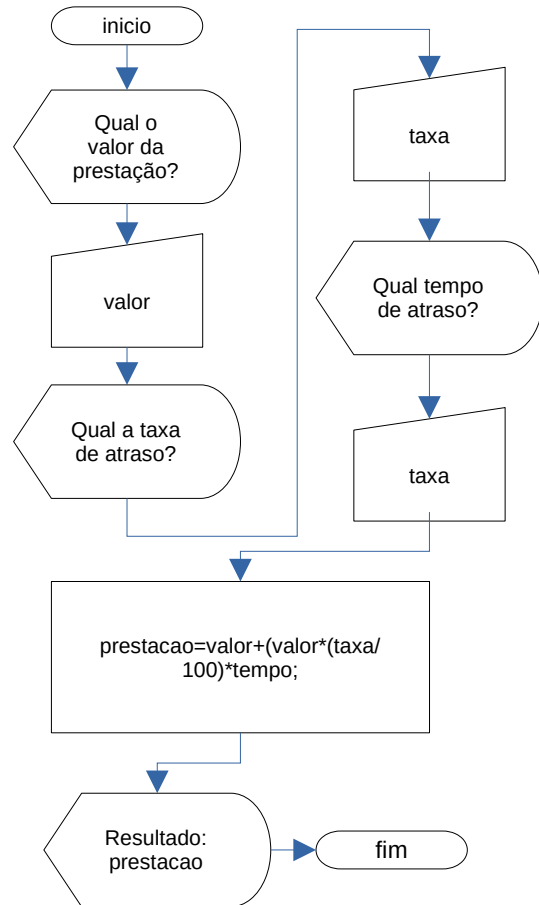 inicio
Qual o
valor da
prestação?
valor
Qual a taxa
de atraso?
taxa
Qual tempo
de atraso?
taxa
prestacao=valor+(valor*(taxa/
100)*tempo;
Resultado:
prestacao
fim